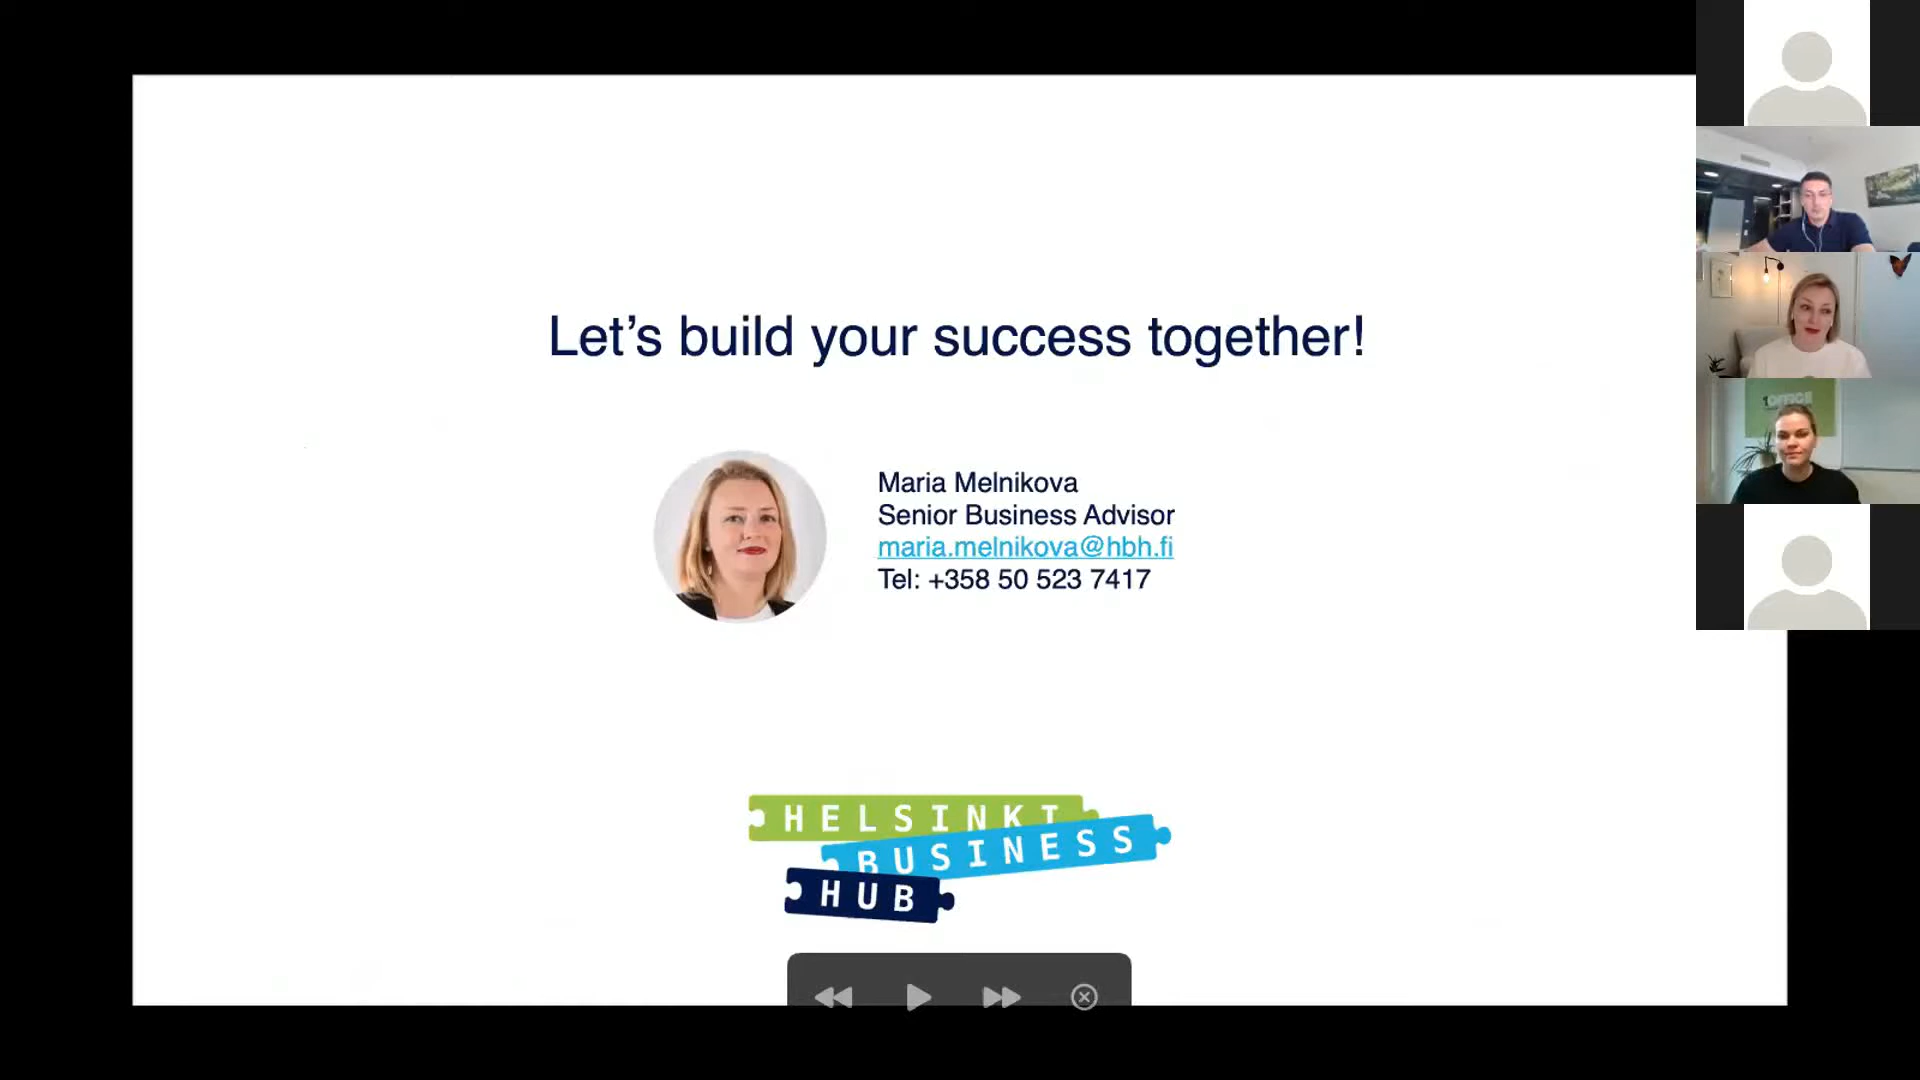 Let’s build your success together!
Maria Melnikova
Senior Business Advisor
maria.melnikova@hbh.fi
Tel: +358 50 523 7417
HELSINKI
BUSINESS
HUB
1OFFICE